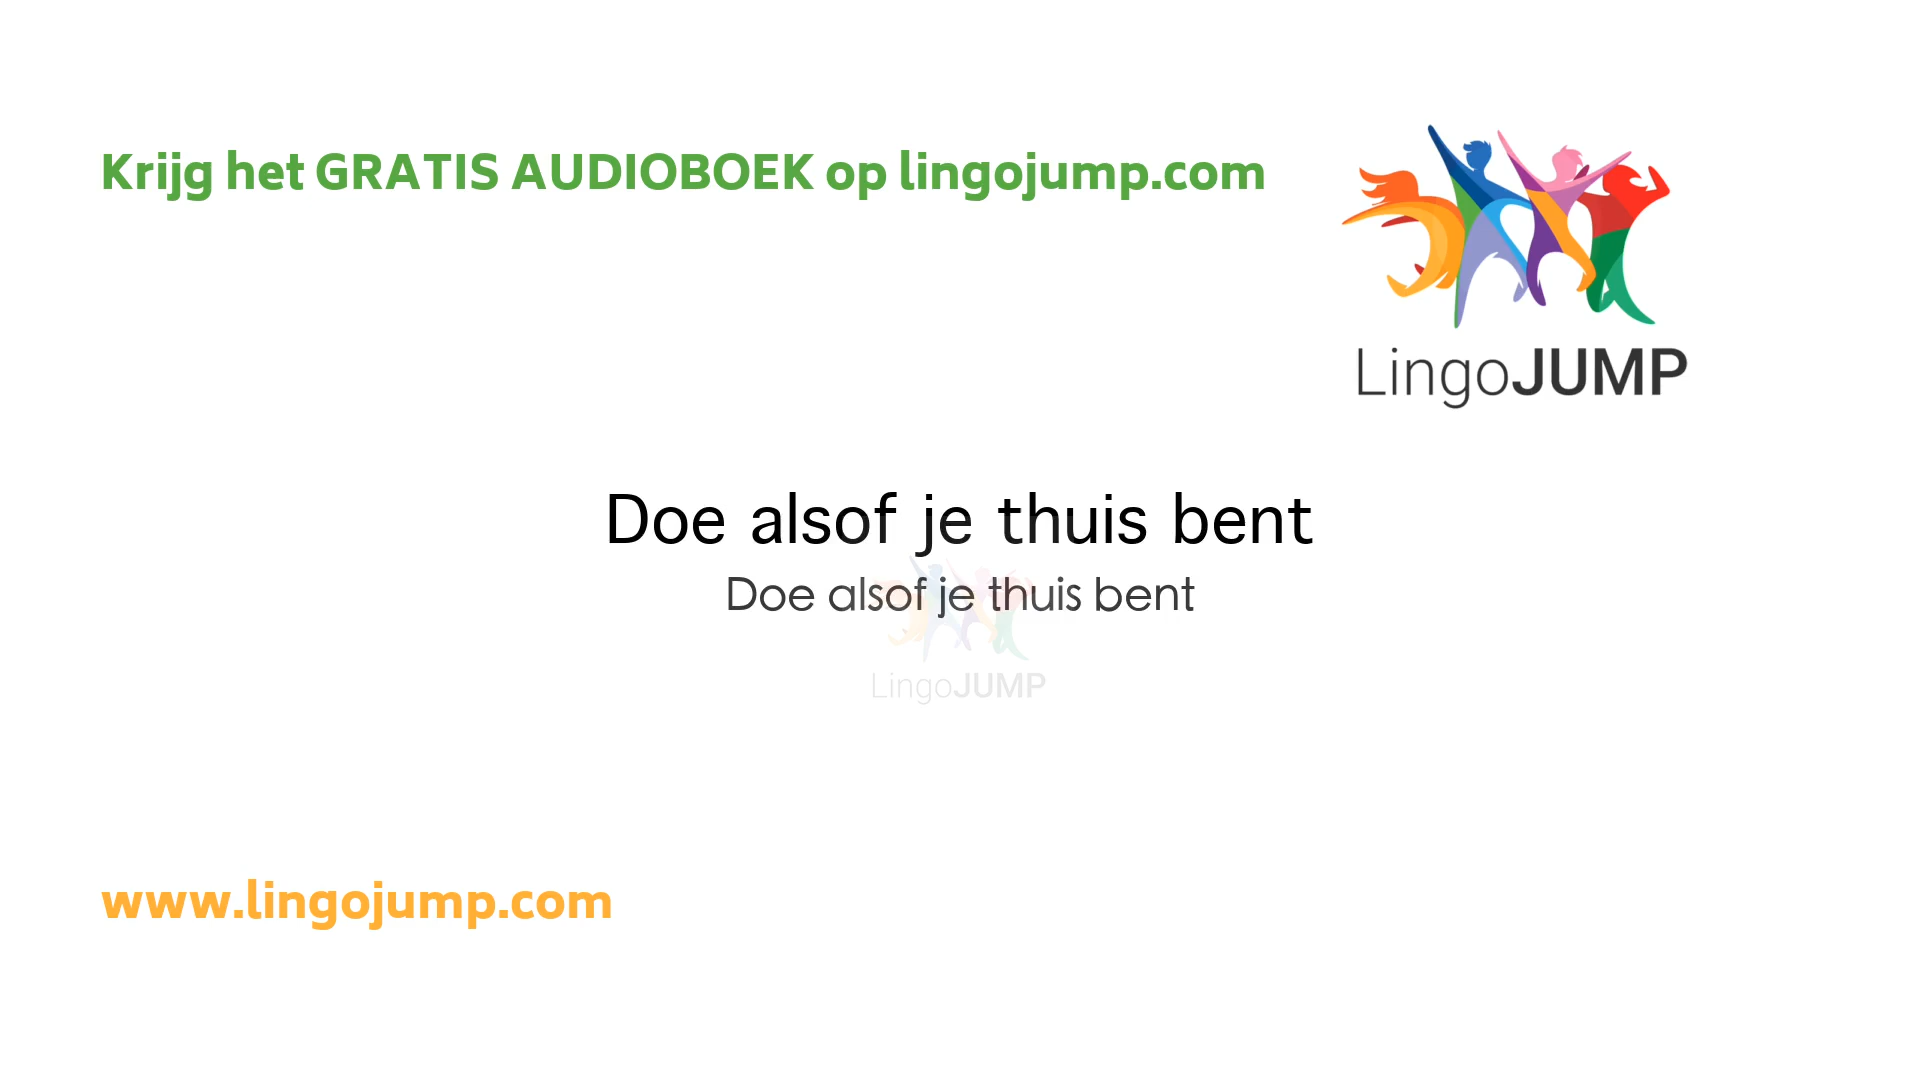 Krijg het GRATIS AUDIOBOEK op lingojump.com
LingoJUMP
Doe alsof je thuis bent
Doe alsof je thuis bent
LingoJUMP
www.lingojump.com